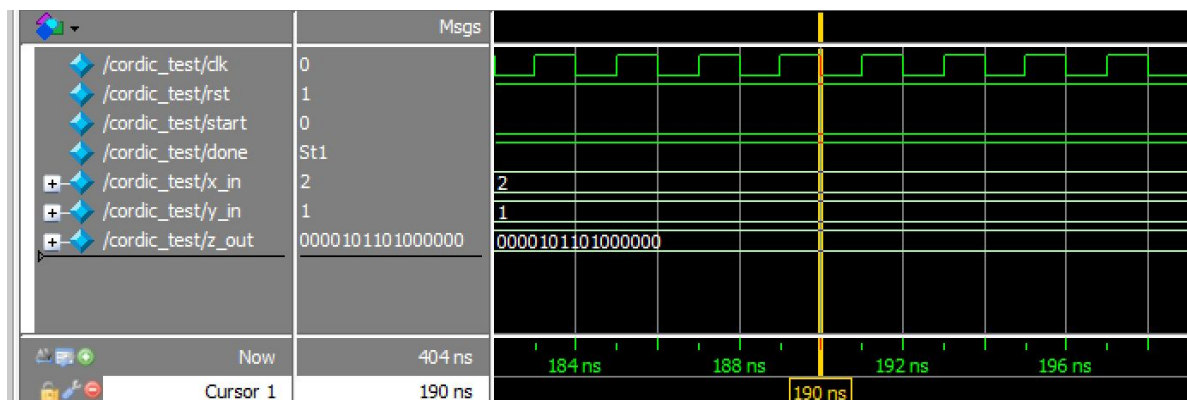 Msgs
/cordic_test/clk 0
/cordic_test/rst 1
/cordic_test/start 0
/cordic_test/done St1
/cordic_test/x_in 2 2
/cordic_test/y_in 1 1
/cordic_test/z_out 0000101101000000 0000101101000000
Now 404 ns 184 ns 188 ns 192 ns 196 ns
Cursor 1 190 ns 190 ns